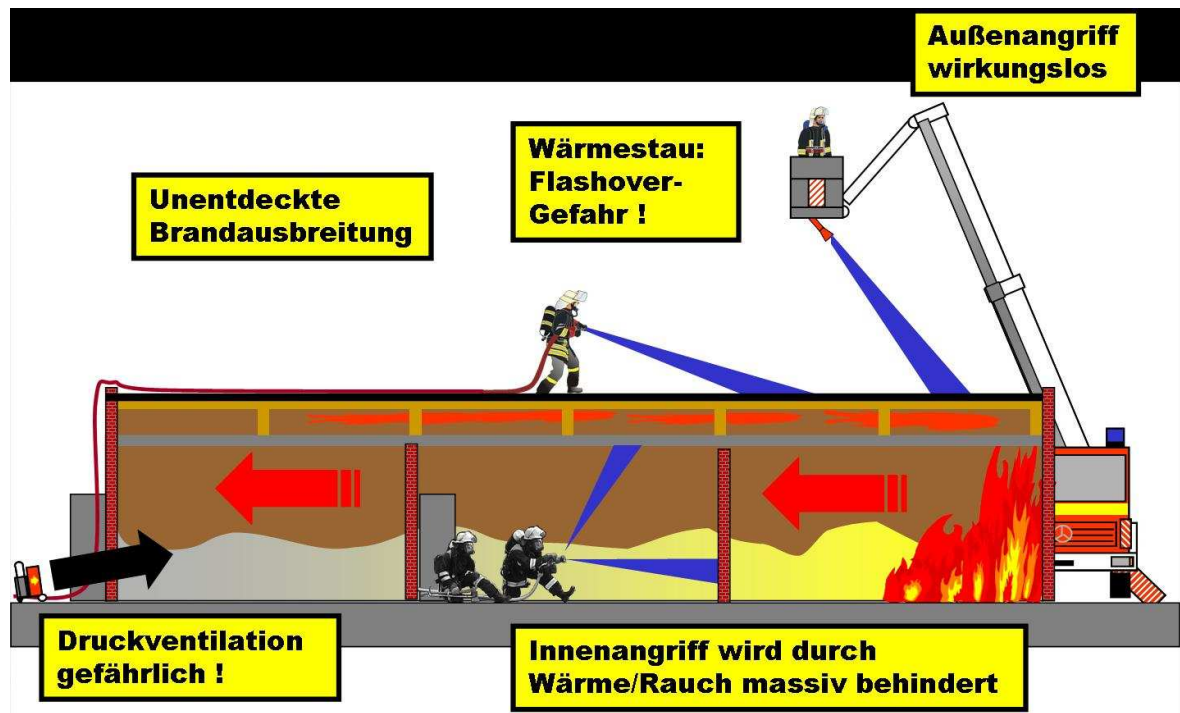 Außenangriff
wirkungslos
Wärmestau:
Flashover-
Gefahr !
Unentdeckte
Brandausbreitung
Druckventilation
gefährlich !
Innenangriff wird durch
Wärme/Rauch massiv behindert